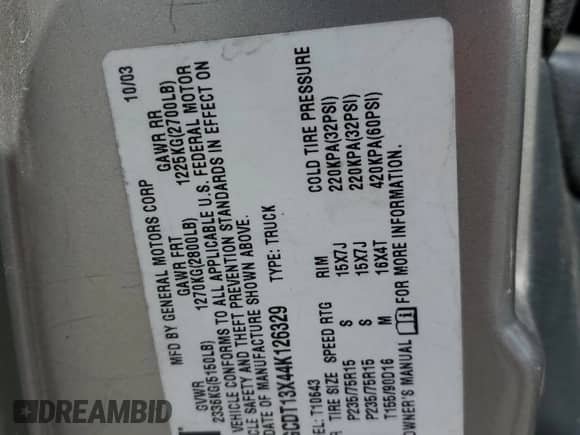 MFD BY GENERAL MOTORS CORP 10/03
GVWR GAWR FRT GAWR RR
2336KG(5150LB) 1270KG(2800LB) 1225KG(2700LB)
VEHICLE CONFORMS TO ALL APPLICABLE U.S. FEDERAL MOTOR
VEHICLE SAFETY AND THEFT PREVENTION STANDARDS IN EFFECT ON
DATE OF MANUFACTURE SHOWN ABOVE.
GCDT13X44K126329 TYPE: TRUCK
EL: T10543
TIRE SIZE SPEED RTG RIM COLD TIRE PRESSURE
P235/75R15 S 15X7J 220KPA(32PSI)
P235/75R15 S 15X7J 220KPA(32PSI)
T155/90D16 M 16X4T 420KPA(60PSI)
OWNER'S MANUAL FOR MORE INFORMATION.
DREAMBID